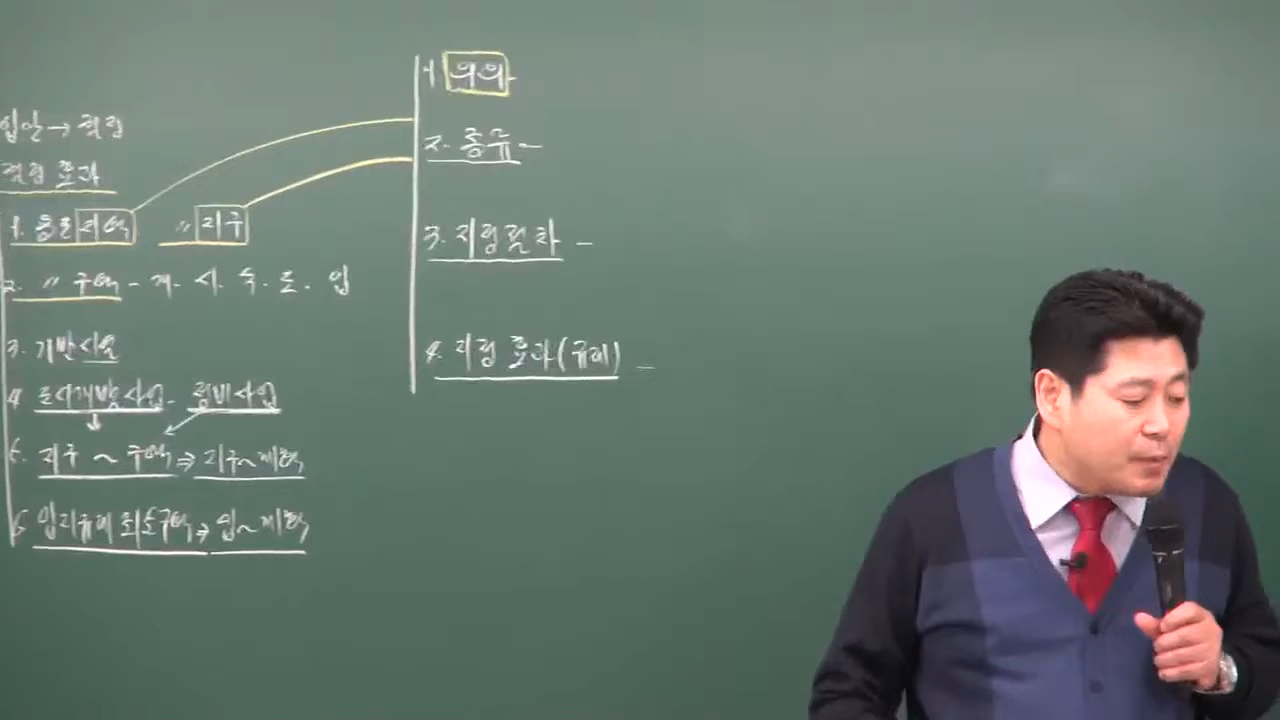 입안→결정
결정 효과
1. 용도지역 〃지구
2. 〃구역 - 개. 시. 수. 도. 입
3. 기반시설
4 도시개발사업 - 정비사업
5. 지구~구역⇒지구~계획
6 입지규제최소구역⇒입~계획
1. 의의
2. 종류
3. 지정절차
4. 지정효과(규제)